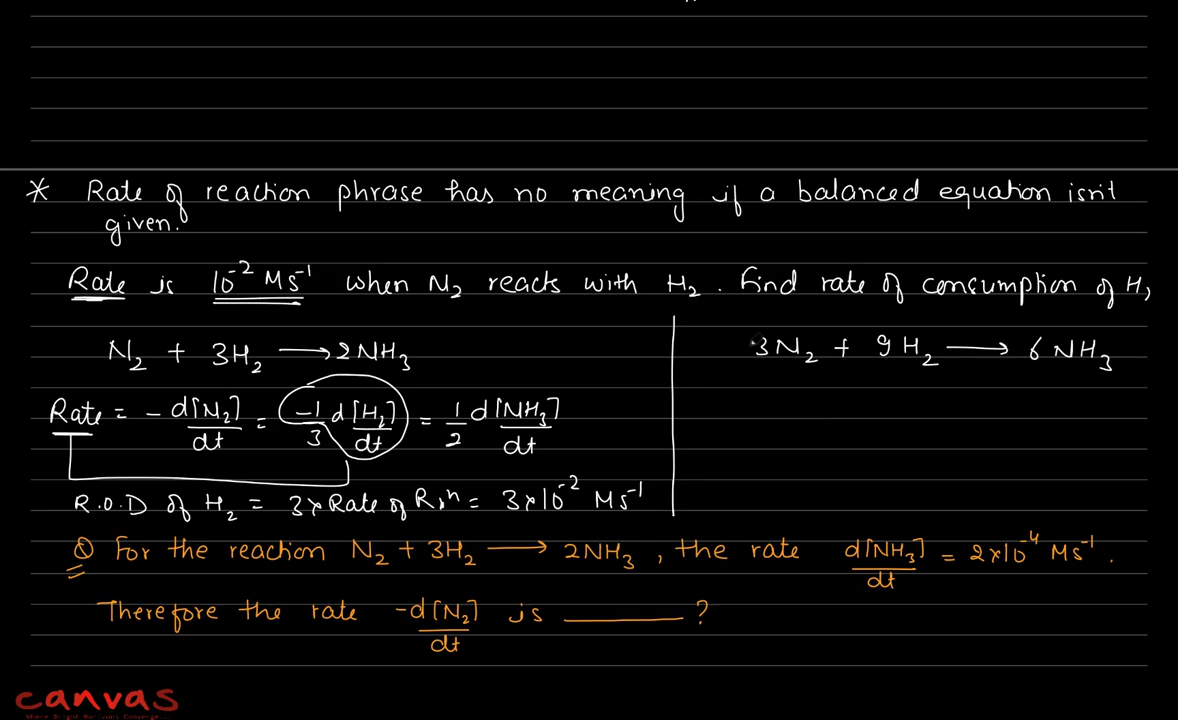 * Rate of reaction phrase has no meaning if a balanced equation isn't
given.
Rate is 10⁻² Ms⁻¹ when N₂ reacts with H₂. Find rate of consumption of H₂
N₂ + 3H₂ ⟶ 2NH₃
Rate = -d[N₂]/dt = -1/3 d[H₂]/dt = 1/2 d[NH₃]/dt
R.O.D of H₂ = 3×Rate of Rxⁿ = 3×10⁻² Ms⁻¹
3N₂ + 9H₂ ⟶ 6NH₃
Q For the reaction N₂ + 3H₂ ⟶ 2NH₃, the rate d[NH₃]/dt = 2×10⁻⁴ Ms⁻¹.
Therefore the rate -d[N₂]/dt is ______?
canvas